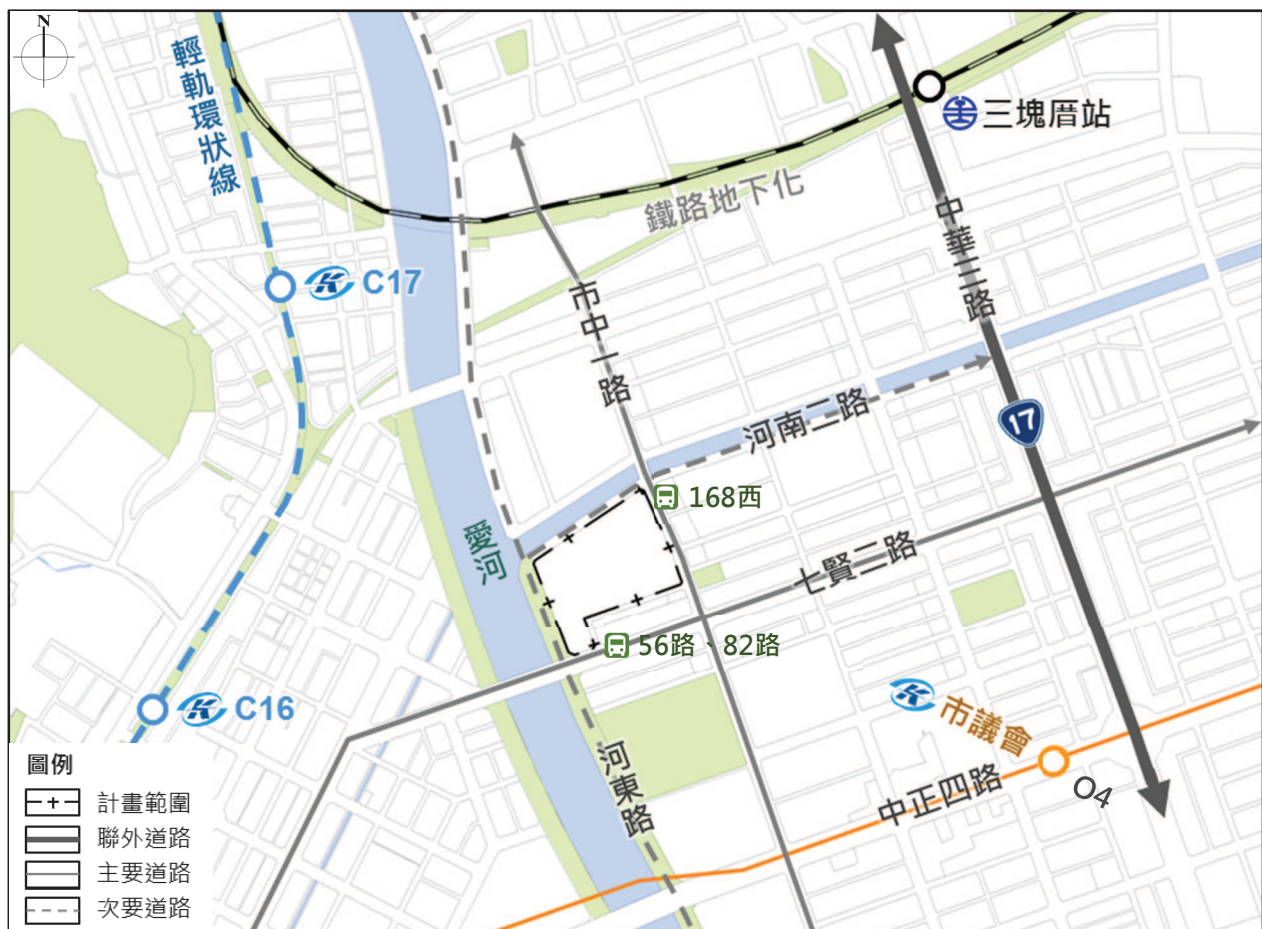 N
輕軌環狀線
三塊厝站
鐵路地下化
中華三路
C17
市中一路
河南二路
17
168西
愛河
七賢二路
56路、82路
C16
市議會
河東路
中正四路
O4
圖例
計畫範圍
聯外道路
主要道路
次要道路